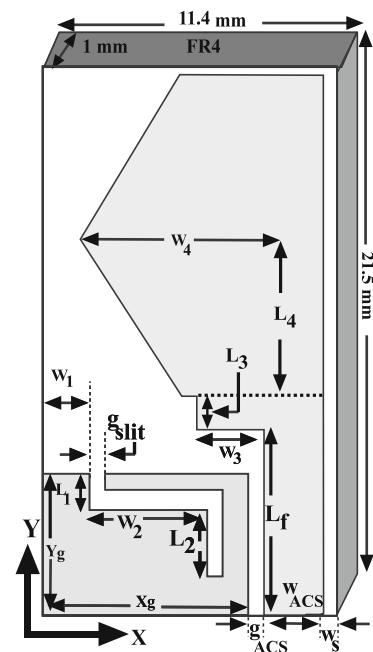 11.4 mm
1 mm
FR4
21.5 mm
W4
L4
L3
W1
gslit
W3
L1
W2
Lf
L2
Yg
Y
Xg
wACS
X
gACS
ws